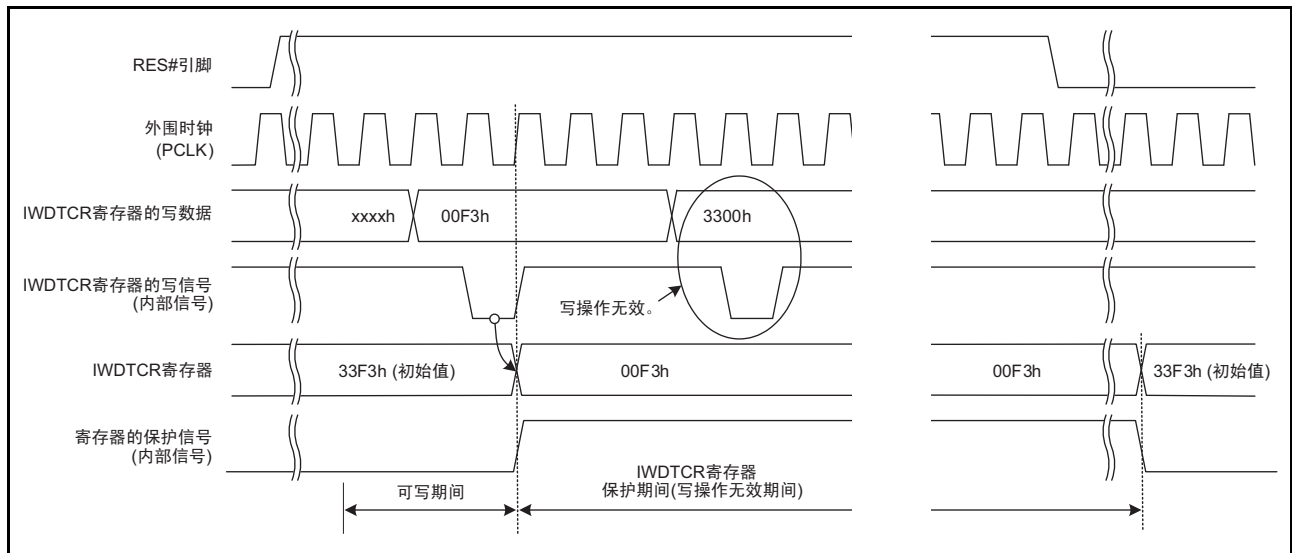 RES#引脚
外围时钟
(PCLK)
IWDTCR寄存器的写数据
xxxxh
00F3h
3300h
IWDTCR寄存器的写信号
(内部信号)
写操作无效。
IWDTCR寄存器
33F3h (初始值)
00F3h
00F3h
33F3h (初始值)
寄存器的保护信号
(内部信号)
可写期间
IWDTCR寄存器
保护期间(写操作无效期间)